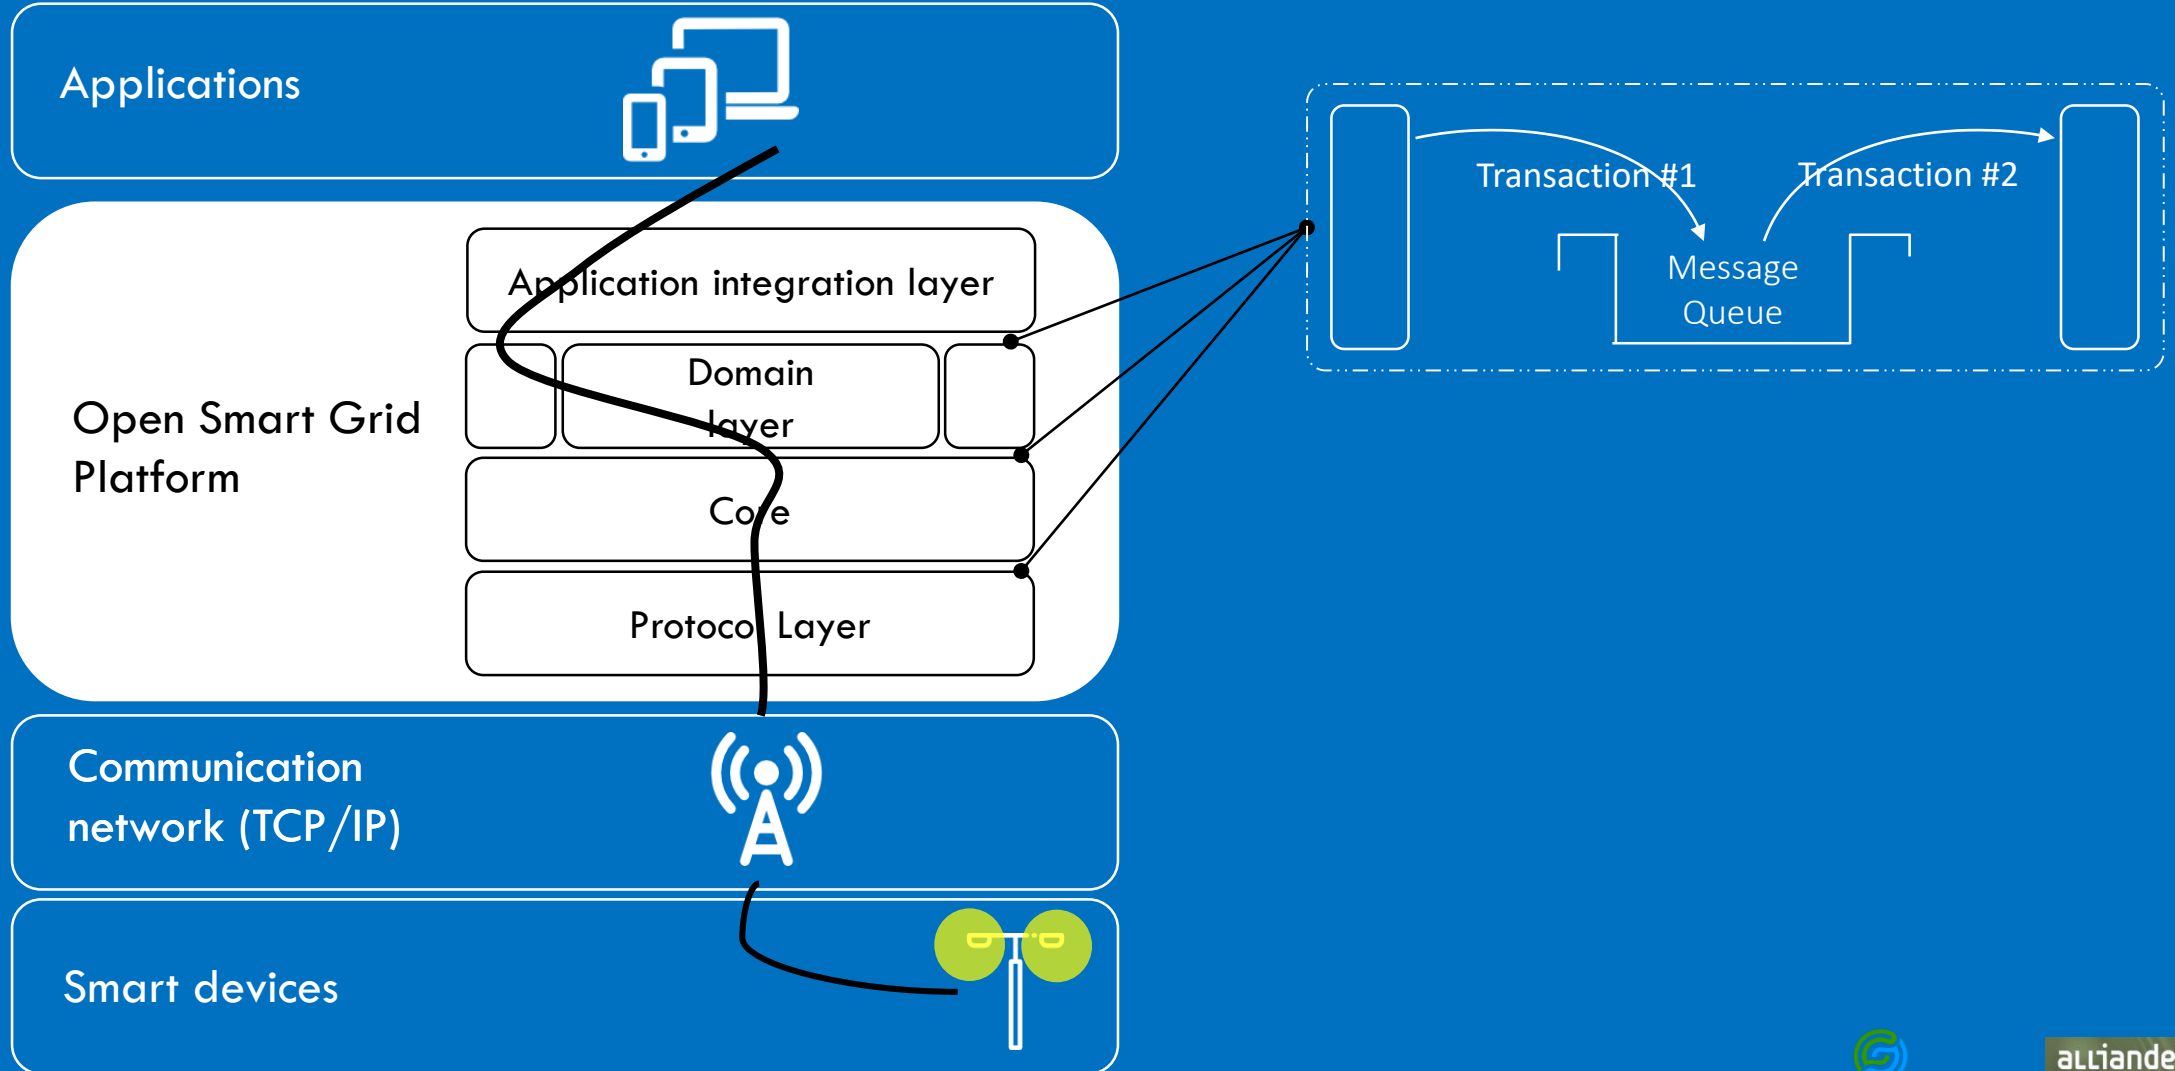 Applications
Transaction #1
Transaction #2
Message
Queue
Application integration layer
Domain
layer
Open Smart Grid
Platform
Core
Protocol Layer
Communication
network (TCP/IP)
Smart devices
alliande